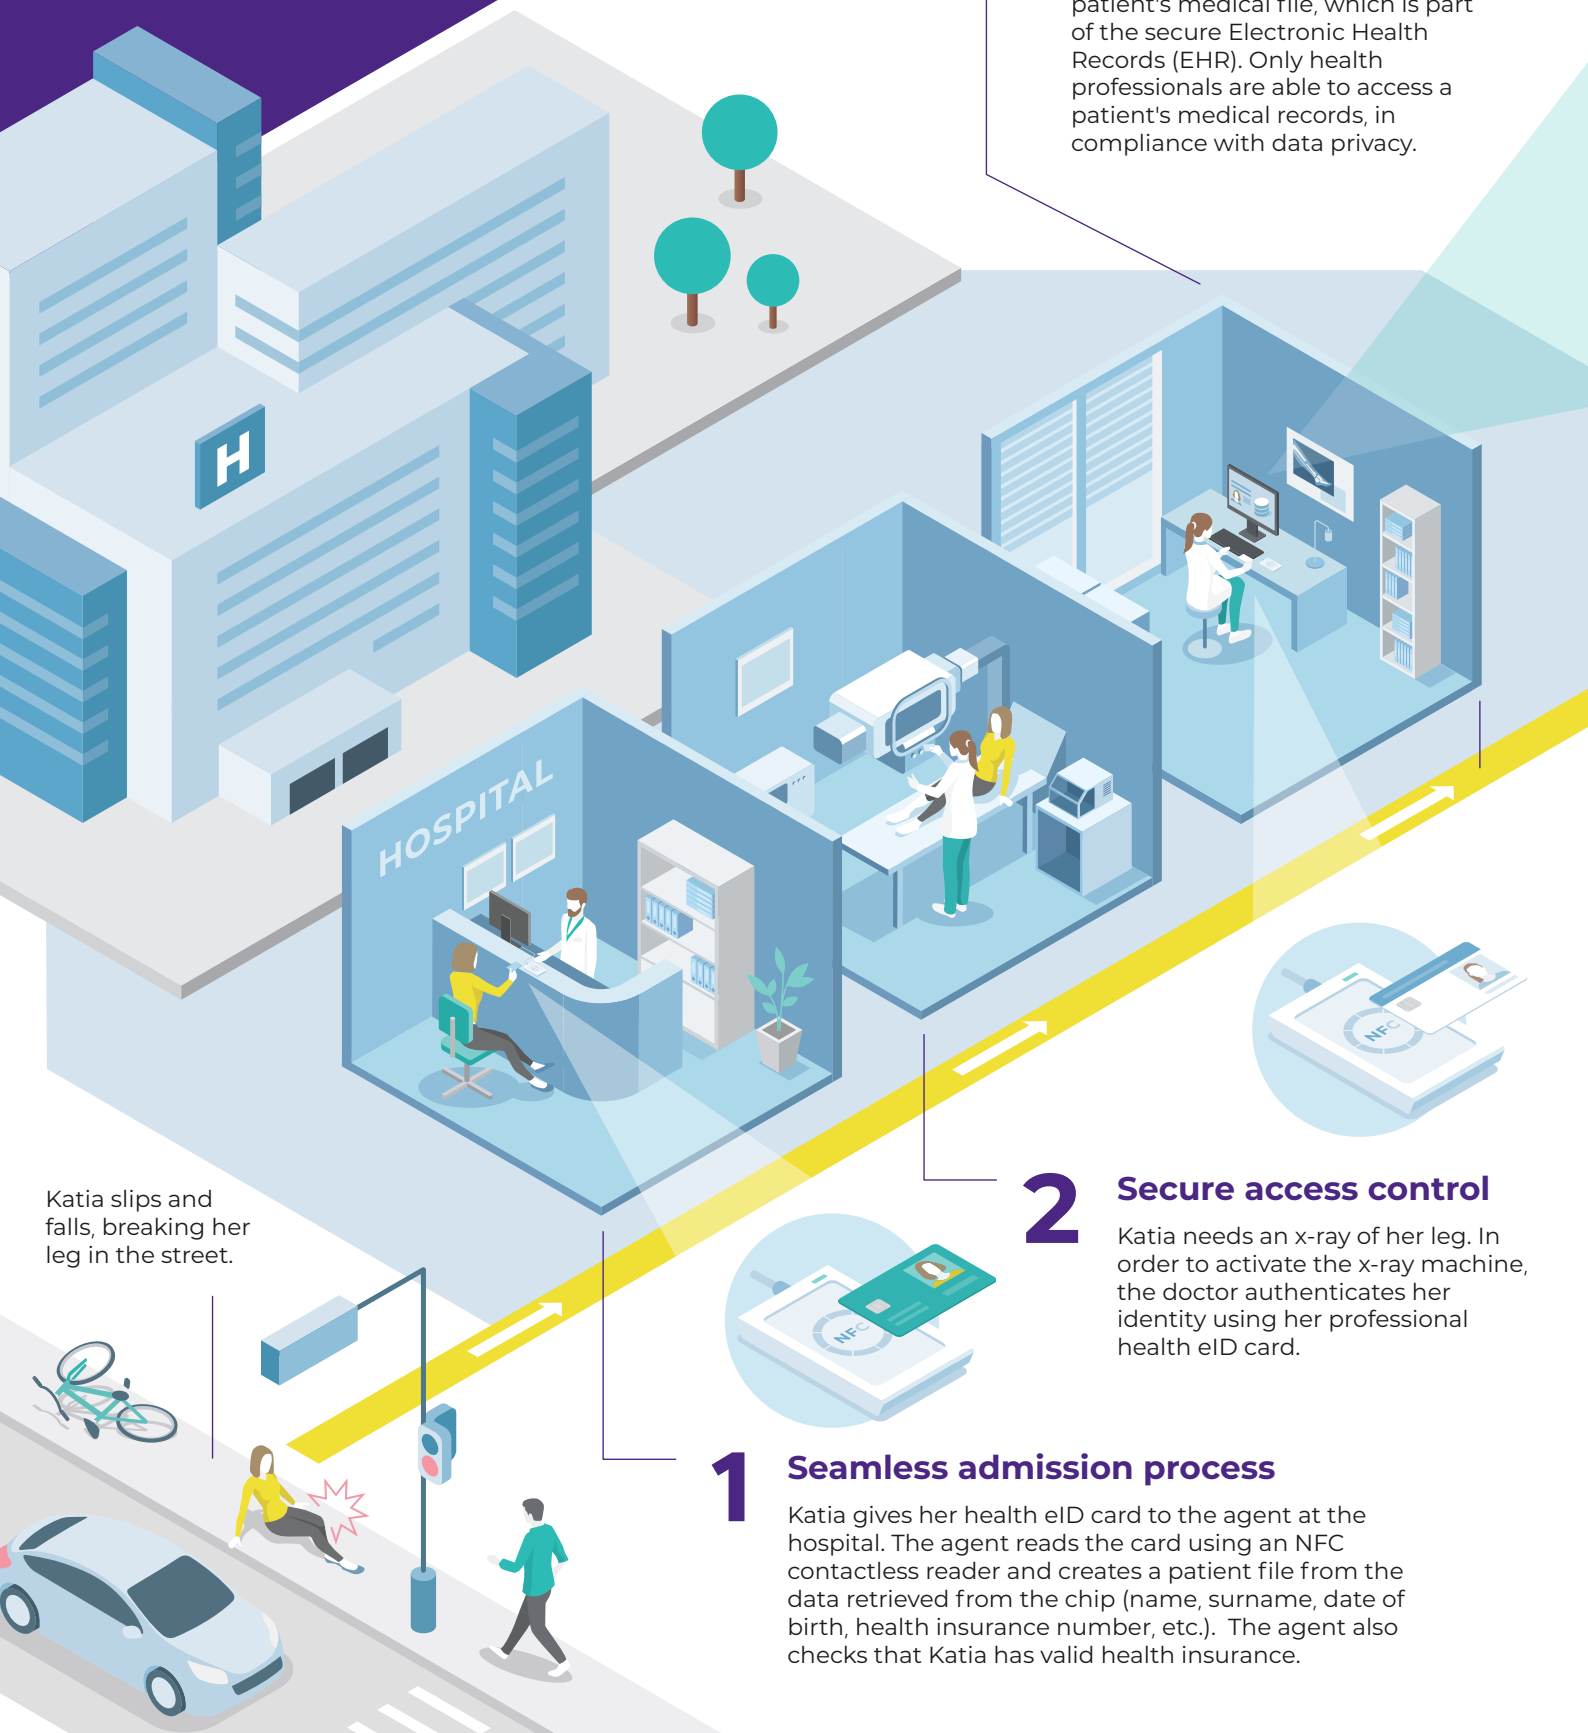 patient's medical file, which is part
of the secure Electronic Health
Records (EHR). Only health
professionals are able to access a
patient's medical records, in
compliance with data privacy.
H
HOSPITAL
NFC
2
Secure access control
Katia needs an x-ray of her leg. In
order to activate the x-ray machine,
the doctor authenticates her
identity using her professional
health eID card.
Katia slips and
falls, breaking her
leg in the street.
NFC
1
Seamless admission process
Katia gives her health eID card to the agent at the
hospital. The agent reads the card using an NFC
contactless reader and creates a patient file from the
data retrieved from the chip (name, surname, date of
birth, health insurance number, etc.).  The agent also
checks that Katia has valid health insurance.